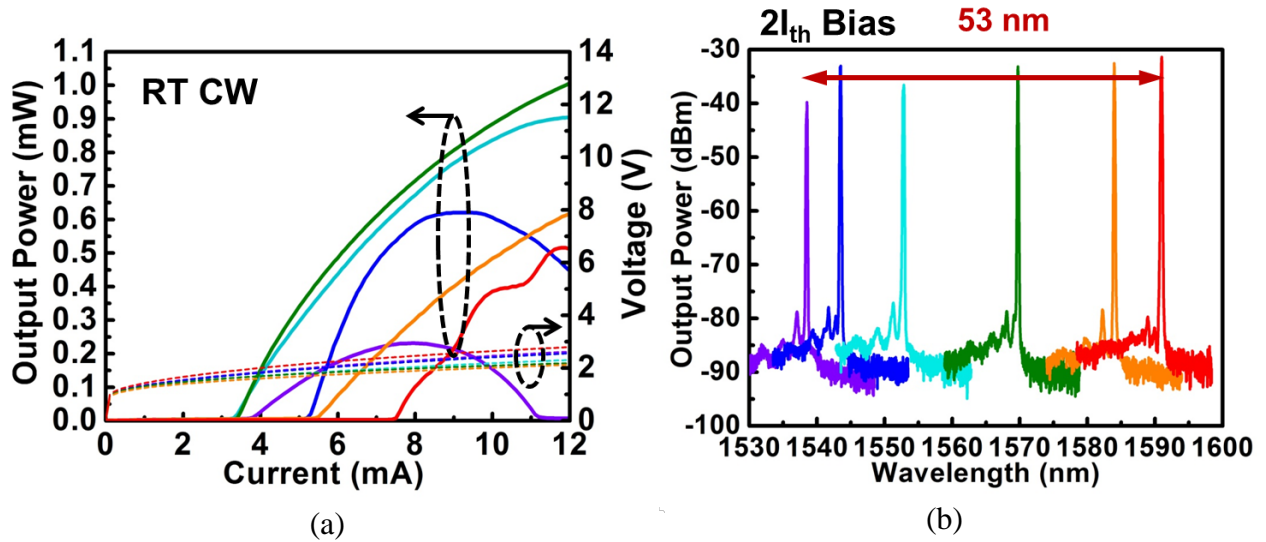 2I_th Bias 53 nm
1.1
1.0
0.9
0.8
0.7
0.6
0.5
0.4
0.3
0.2
0.1
0.0
Output Power (mW)
RT CW
14
12
10
8
6
4
2
0
Voltage (V)
0 2 4 6 8 10 12
Current (mA)
(a)
-30
-40
-50
-60
-70
-80
-90
-100
Output Power (dBm)
1530 1540 1550 1560 1570 1580 1590 1600
Wavelength (nm)
(b)